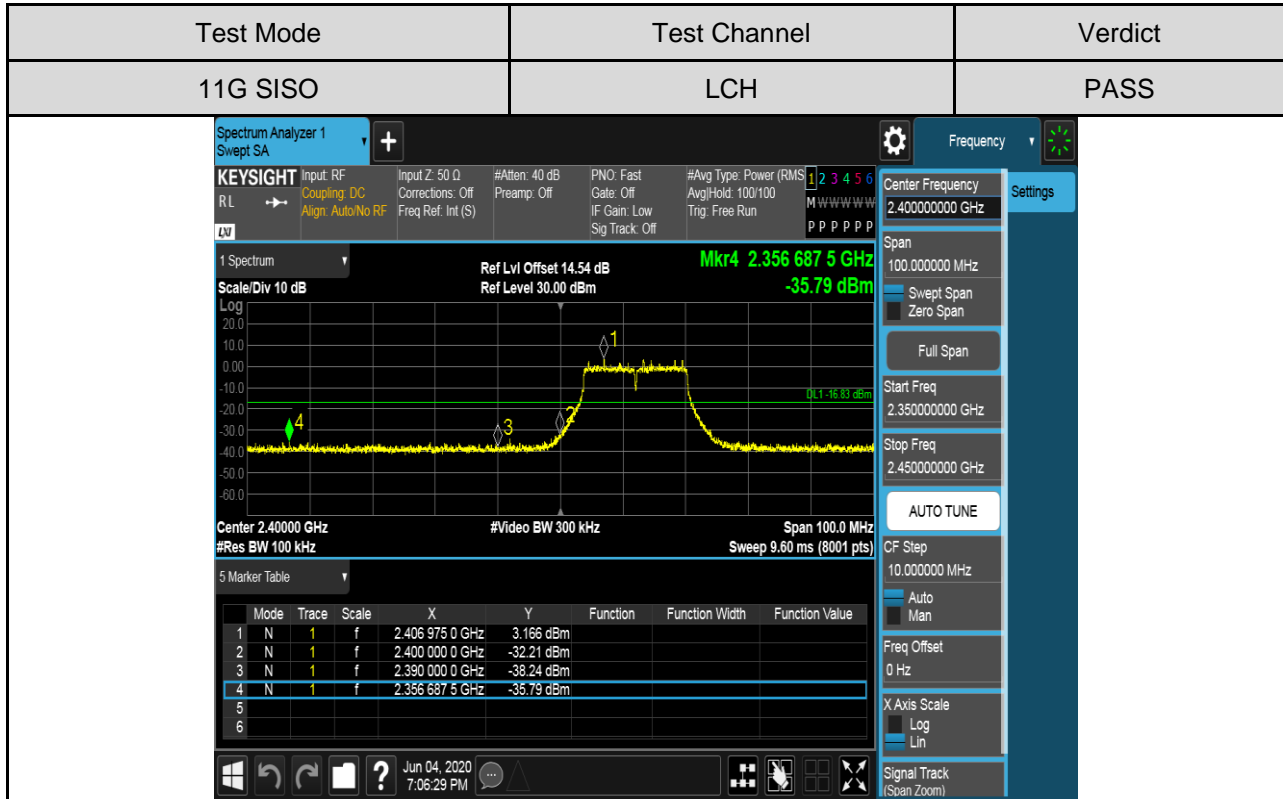 Test Mode Test Channel Verdict
11G SISO LCH PASS
Spectrum Analyzer 1
Swept SA
+
Frequency
KEYSIGHT Input: RF Input Z: 50 Ω #Atten: 40 dB PNO: Fast #Avg Type: Power (RMS 1 2 3 4 5 6
RL Coupling: DC Corrections: Off Preamp: Off Gate: Off Avg|Hold: 100/100 M W W W W W
Align: Auto/No RF Freq Ref: Int (S) IF Gain: Low Trig: Free Run
LXI Sig Track: Off P P P P P P
1 Spectrum Ref Lvl Offset 14.54 dB Mkr4 2.356 687 5 GHz
Scale/Div 10 dB Ref Level 30.00 dBm -35.79 dBm
Log
20.0
10.0
0.00
-10.0
-20.0
-30.0
-40.0
-50.0
-60.0
1
2
3
4
DL1 -16.83 dBm
Center 2.40000 GHz #Video BW 300 kHz Span 100.0 MHz
#Res BW 100 kHz Sweep 9.60 ms (8001 pts)
5 Marker Table
Mode Trace Scale X Y Function Function Width Function Value
1 N 1 f 2.406 975 0 GHz 3.166 dBm
2 N 1 f 2.400 000 0 GHz -32.21 dBm
3 N 1 f 2.390 000 0 GHz -38.24 dBm
4 N 1 f 2.356 687 5 GHz -35.79 dBm
5
6
?
Jun 04, 2020
7:06:29 PM
Center Frequency
2.400000000 GHz
Settings
Span
100.000000 MHz
Swept Span
Zero Span
Full Span
Start Freq
2.350000000 GHz
Stop Freq
2.450000000 GHz
AUTO TUNE
CF Step
10.000000 MHz
Auto
Man
Freq Offset
0 Hz
X Axis Scale
Log
Lin
Signal Track
(Span Zoom)